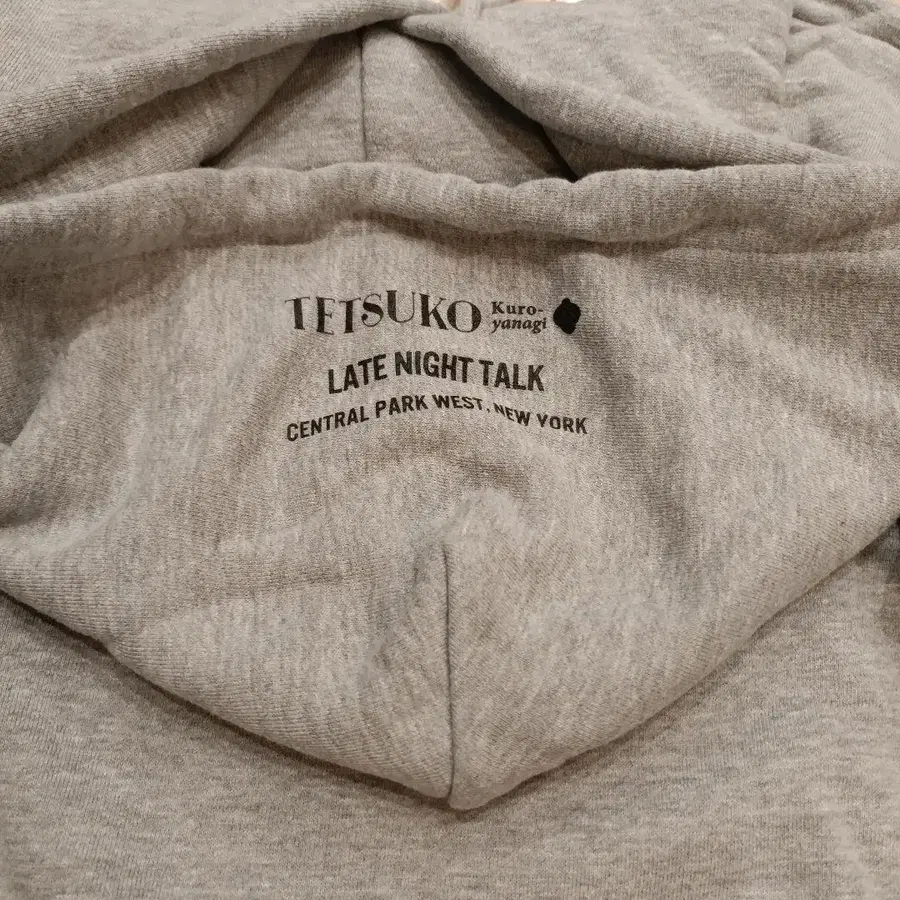 TETSUKO Kuro-
yanagi
LATE NIGHT TALK
CENTRAL PARK WEST, NEW YORK